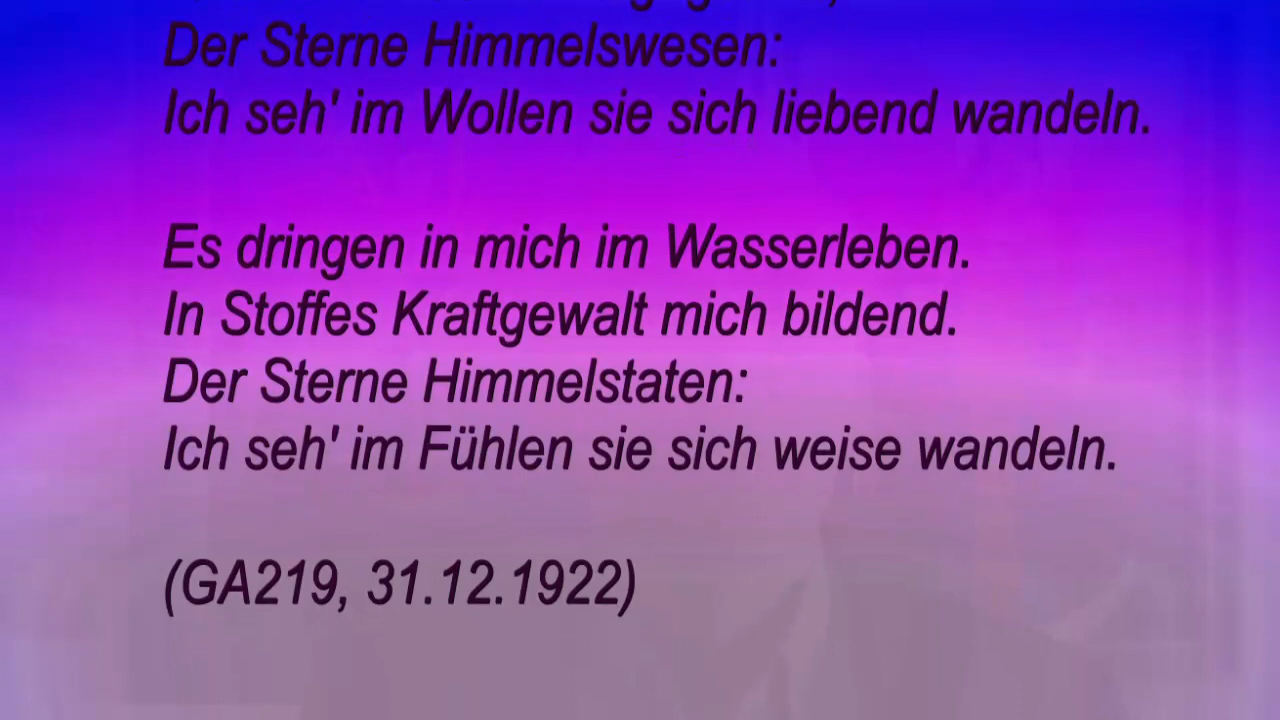 Der Sterne Himmelswesen:
Ich seh' im Wollen sie sich liebend wandeln.
Es dringen in mich im Wasserleben.
In Stoffes Kraftgewalt mich bildend.
Der Sterne Himmelstaten:
Ich seh' im Fühlen sie sich weise wandeln.
(GA219, 31.12.1922)